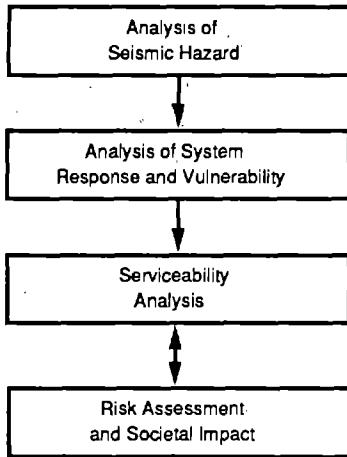 Analysis of
Seismic Hazard
Analysis of System
Response and Vulnerability
Serviceability
Analysis
Risk Assessment
and Societal Impact